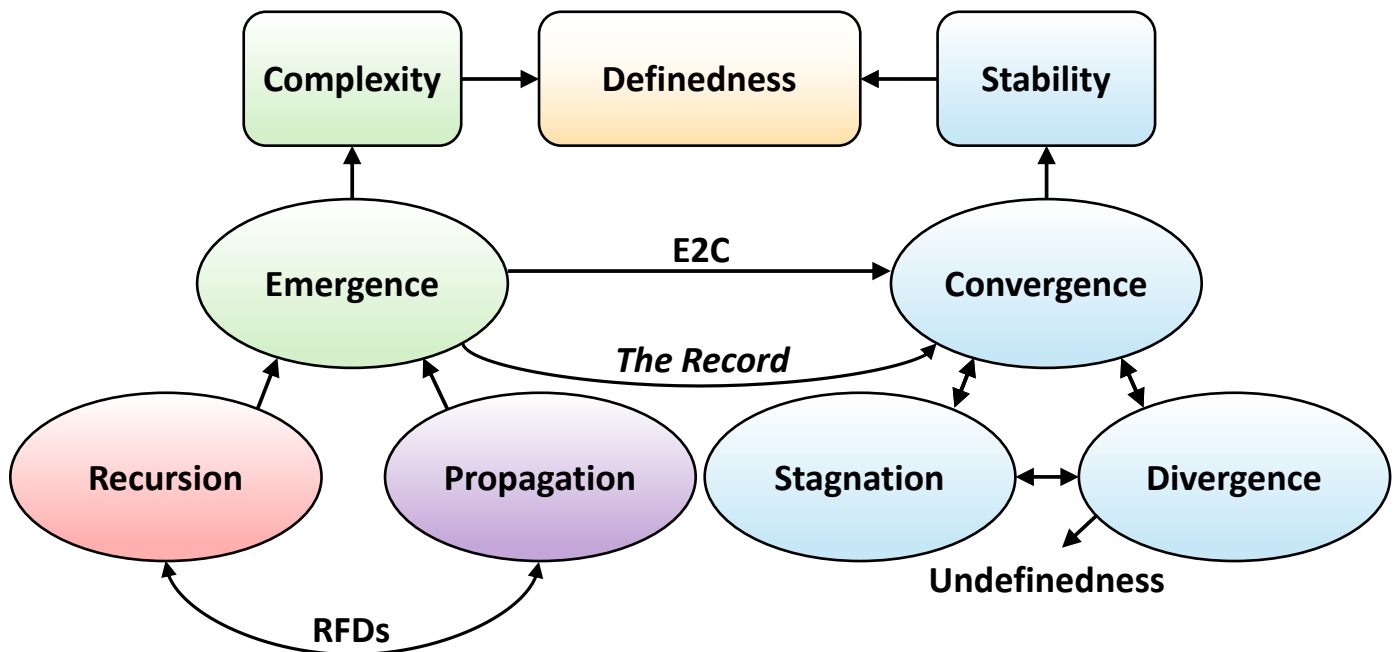 Complexity
Definedness
Stability
E2C
Emergence
Convergence
The Record
Recursion
Propagation
Stagnation
Divergence
Undefinedness
RFDs